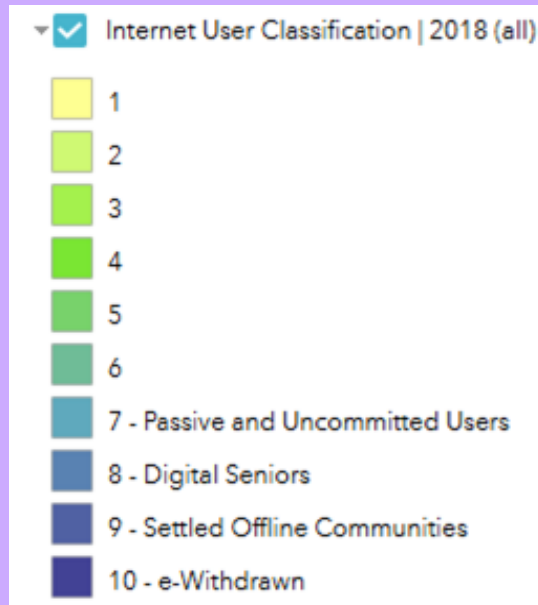 Internet User Classification | 2018 (all)
1
2
3
4
5
6
7 - Passive and Uncommitted Users
8 - Digital Seniors
9 - Settled Offline Communities
10 - e-Withdrawn